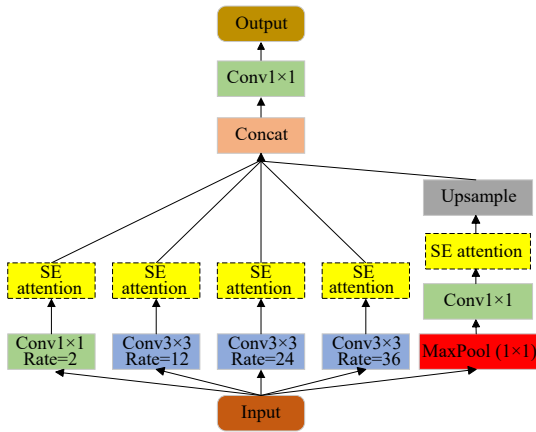 Output
Conv1×1
Concat
Upsample
SE attention
SE
attention
SE
attention
SE
attention
SE
attention
Conv1×1
Conv1×1
Rate=2
Conv3×3
Rate=12
Conv3×3
Rate=24
Conv3×3
Rate=36
MaxPool (1×1)
Input